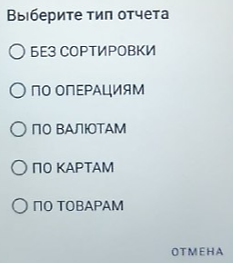 Выберите тип отчета
БЕЗ СОРТИРОВКИ
ПО ОПЕРАЦИЯМ
ПО ВАЛЮТАМ
ПО КАРТАМ
ПО ТОВАРАМ
ОТМЕНА